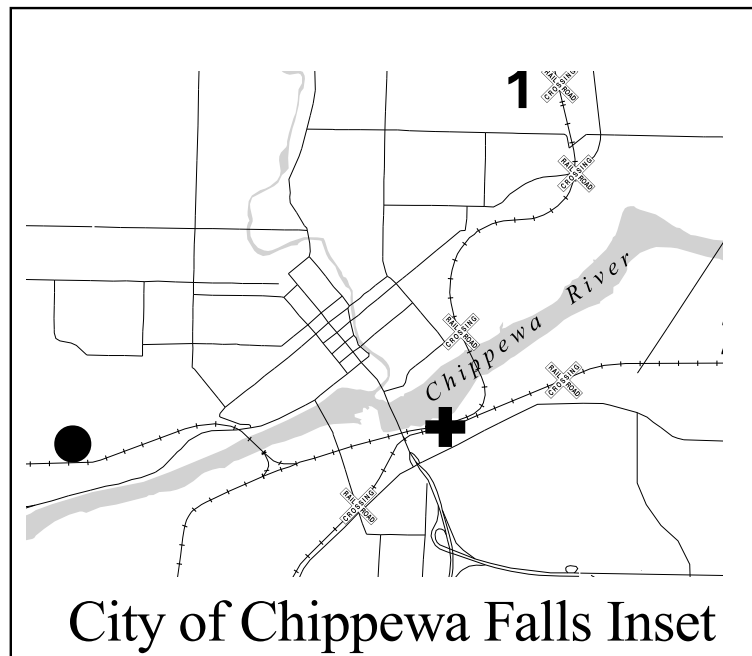 1
RAIL
ROAD
CROSSING
RAIL
ROAD
CROSSING
Chippewa River
RAIL
ROAD
CROSSING
RAIL
ROAD
CROSSING
RAIL
ROAD
CROSSING
City of Chippewa Falls Inset